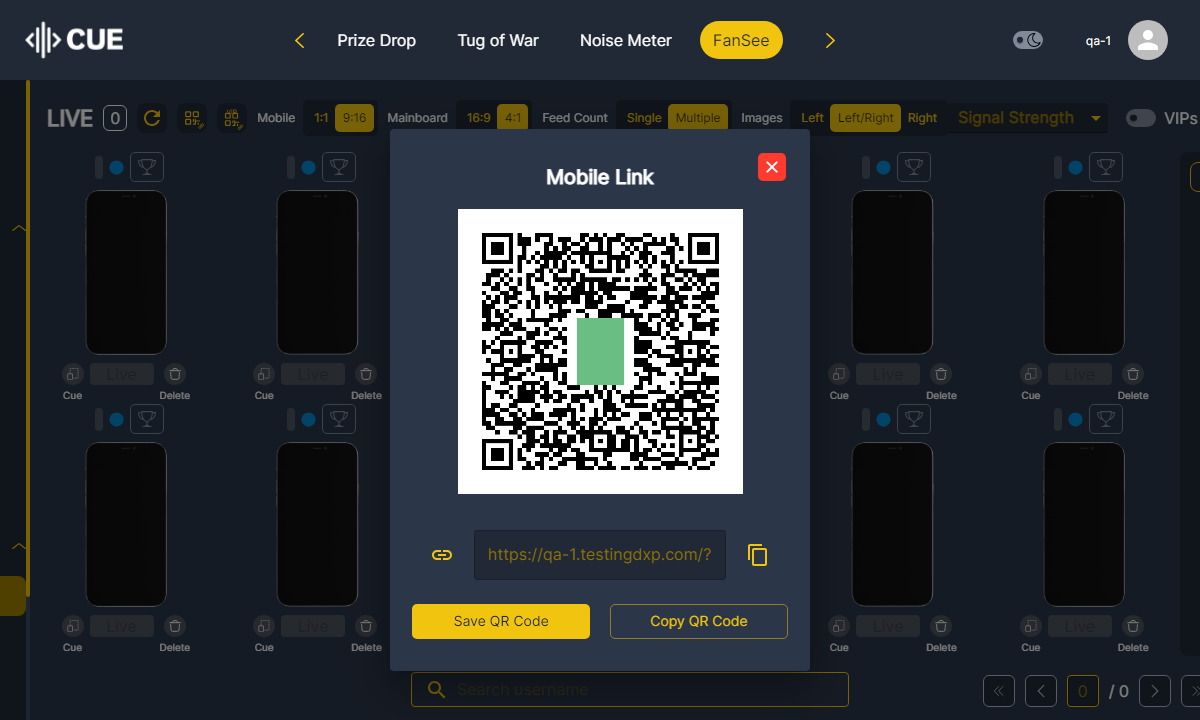 CUE
Prize Drop
Tug of War
Noise Meter
FanSee
qa-1
LIVE 0
VIP
Mobile 1:1 9:16
Mainboard 16:9 4:1
Feed Count Single Multiple
Images Left Left/Right Right
Signal Strength
VIPs
Mobile Link
https://qa-1.testingdxp.com/?
Save QR Code
Copy QR Code
Live Live Live Live
Cue Delete Cue Delete Cue Delete Cue Delete
Live Live Live Live
Cue Delete Cue Delete Cue Delete Cue Delete
Search username
0 / 0